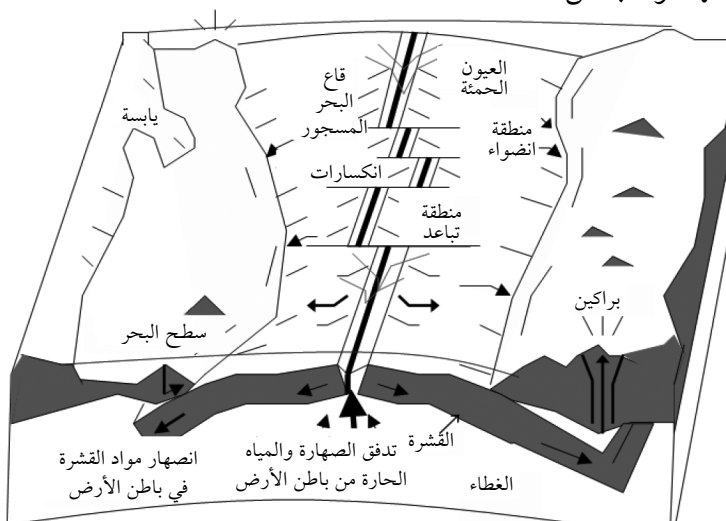 قاع
البحر
المسجور
العيون
الحمئة
يابسة
منطقة
انضواء
انكسارات
منطقة
تباعد
براكين
سطح البحر
القشرة
تدفق الصهارة والمياه
الحارة من باطن الأرض
انصهار مواد القشرة
في باطن الأرض
الغطاء